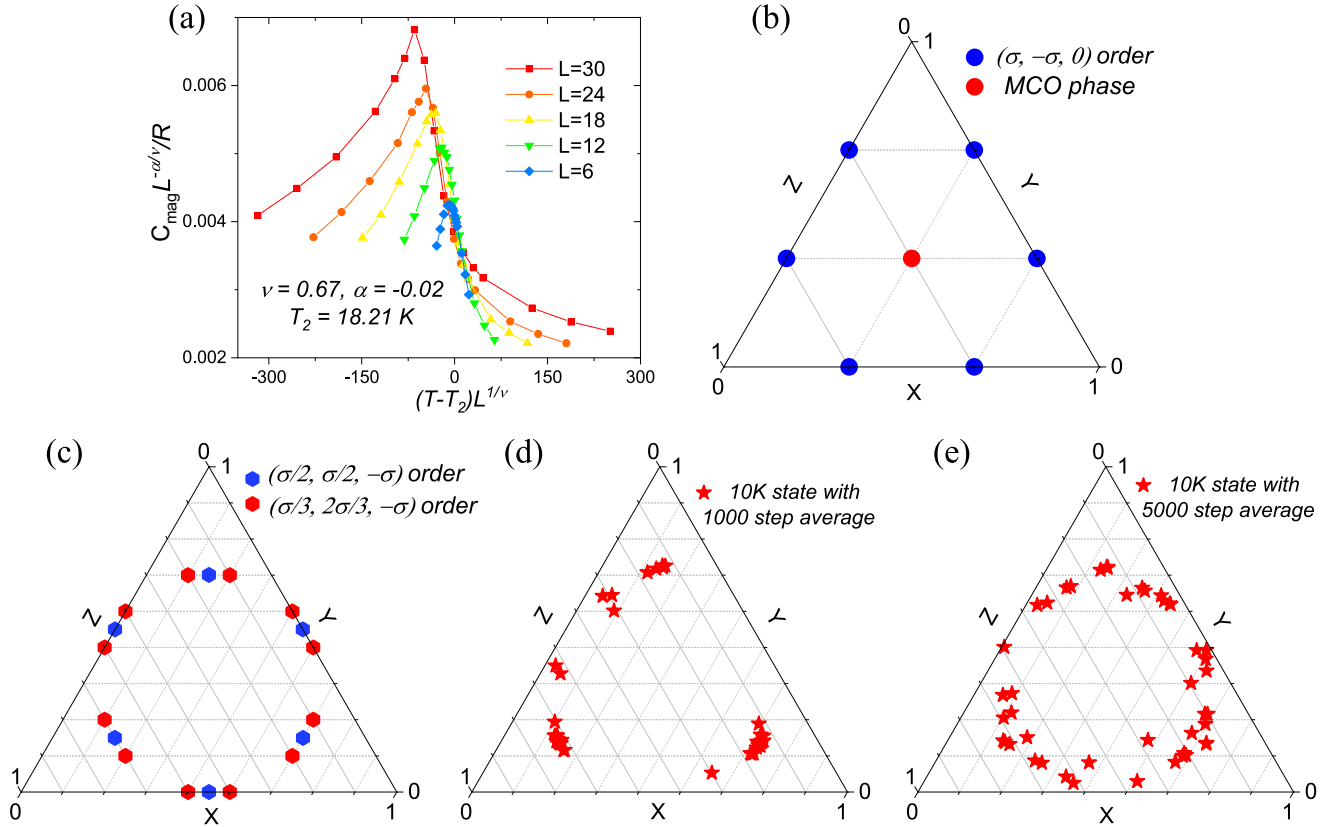 (a)
0.006
0.004
0.002
C_mag L^{-α/ν}/R
L=30
L=24
L=18
L=12
L=6
ν = 0.67, α = -0.02
T_2 = 18.21 K
-300
-150
0
150
300
(T-T_2)L^{1/ν}
(b)
0
1
(σ, −σ, 0) order
MCO phase
Z
Y
1
0
0
X
1
(c)
0
1
(σ/2, σ/2, −σ) order
(σ/3, 2σ/3, −σ) order
Z
Y
1
0
0
X
1
(d)
0
1
10K state with
1000 step average
Z
Y
1
0
0
X
1
(e)
0
1
10K state with
5000 step average
Z
Y
1
0
0
X
1